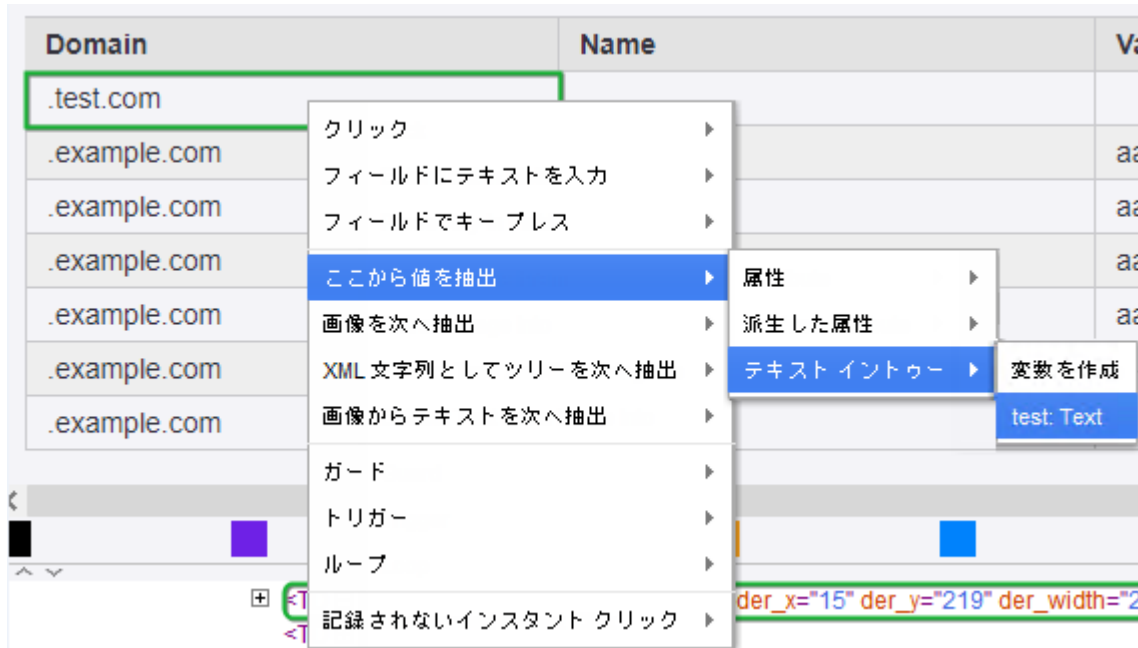 Domain Name
.test.com
.example.com
.example.com
.example.com
.example.com
.example.com
.example.com
aa
aa
aa
aa
クリック
フィールドにテキストを入力
フィールドでキー プレス
ここから値を抽出
画像を次へ抽出
XML 文字列としてツリーを次へ抽出
画像からテキストを次へ抽出
ガード
トリガー
ループ
記録されないインスタント クリック
属性
派生した属性
テキスト イントゥー
変数を作成
test: Text
<T der_x="15" der_y="219" der_width="2
<T